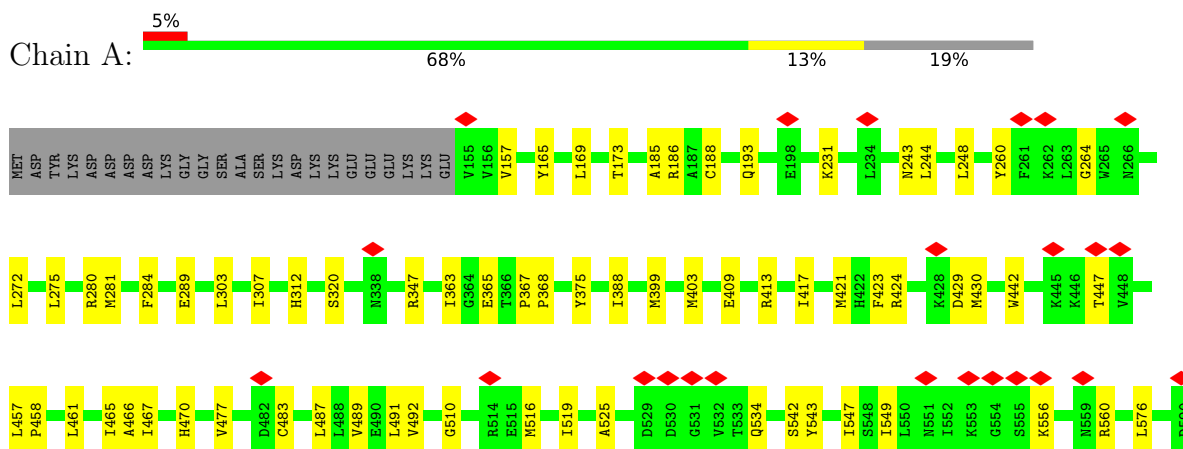 5%
Chain A:
68% 13% 19%
MET ASP TYR LYS ASP ASP ASP ASP LYS GLY GLY SER ALA SER LYS ASP LYS LYS GLU GLU GLU LYS LYS GLU V155 V156 V157 Y165 L169 T173 A185 R186 A187 C188 Q193 E198 K231 L234 N243 L244 L248 Y260 F261 K262 L263 G264 W265 N266
L272 L275 R280 M281 F284 E289 L303 I307 H312 S320 N338 R347 I363 G364 E365 T366 P367 P368 Y375 I388 M399 M403 E409 R413 I417 M421 H422 F423 R424 K428 D429 M430 W442 K445 K446 T447 V448
L457 P458 L461 I465 A466 I467 H470 V477 D482 C483 L487 L488 V489 E490 L491 V492 G510 R514 E515 M516 I519 A525 D529 D530 G531 V532 T533 Q534 S542 Y543 I547 S548 I549 L550 N551 I552 K553 G554 S555 K556 N559 R560 L576